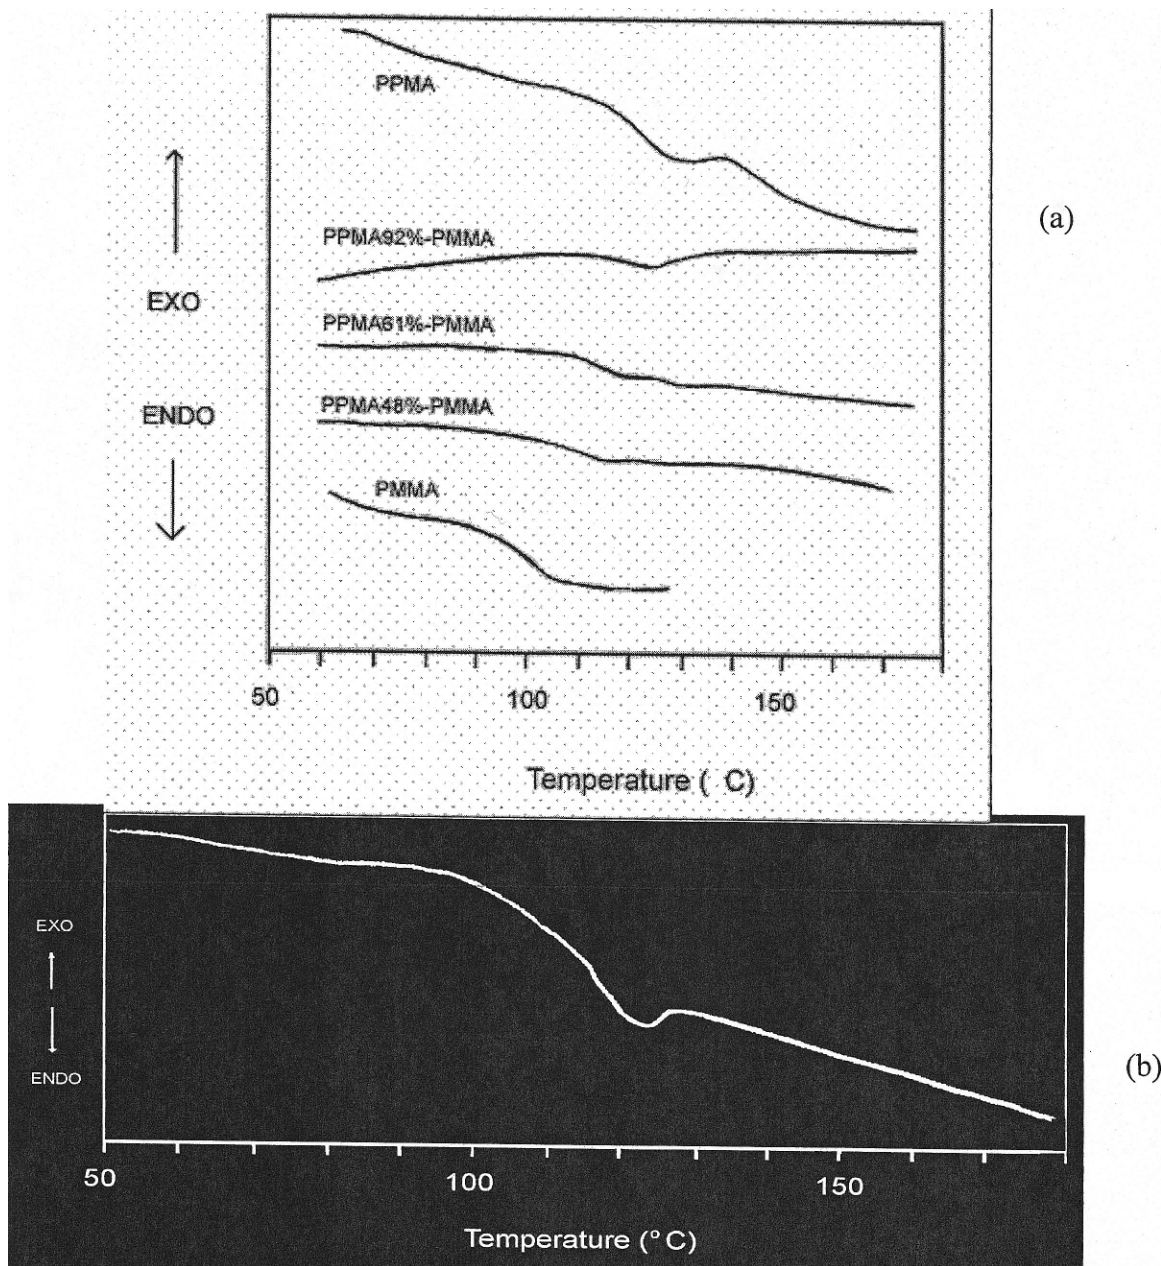 PPMA
(a)
PPMA92%-PMMA
EXO
PPMA61%-PMMA
PPMA48%-PMMA
ENDO
PMMA
50 100 150
Temperature ( C)
EXO
ENDO
(b)
50 100 150
Temperature (°C)